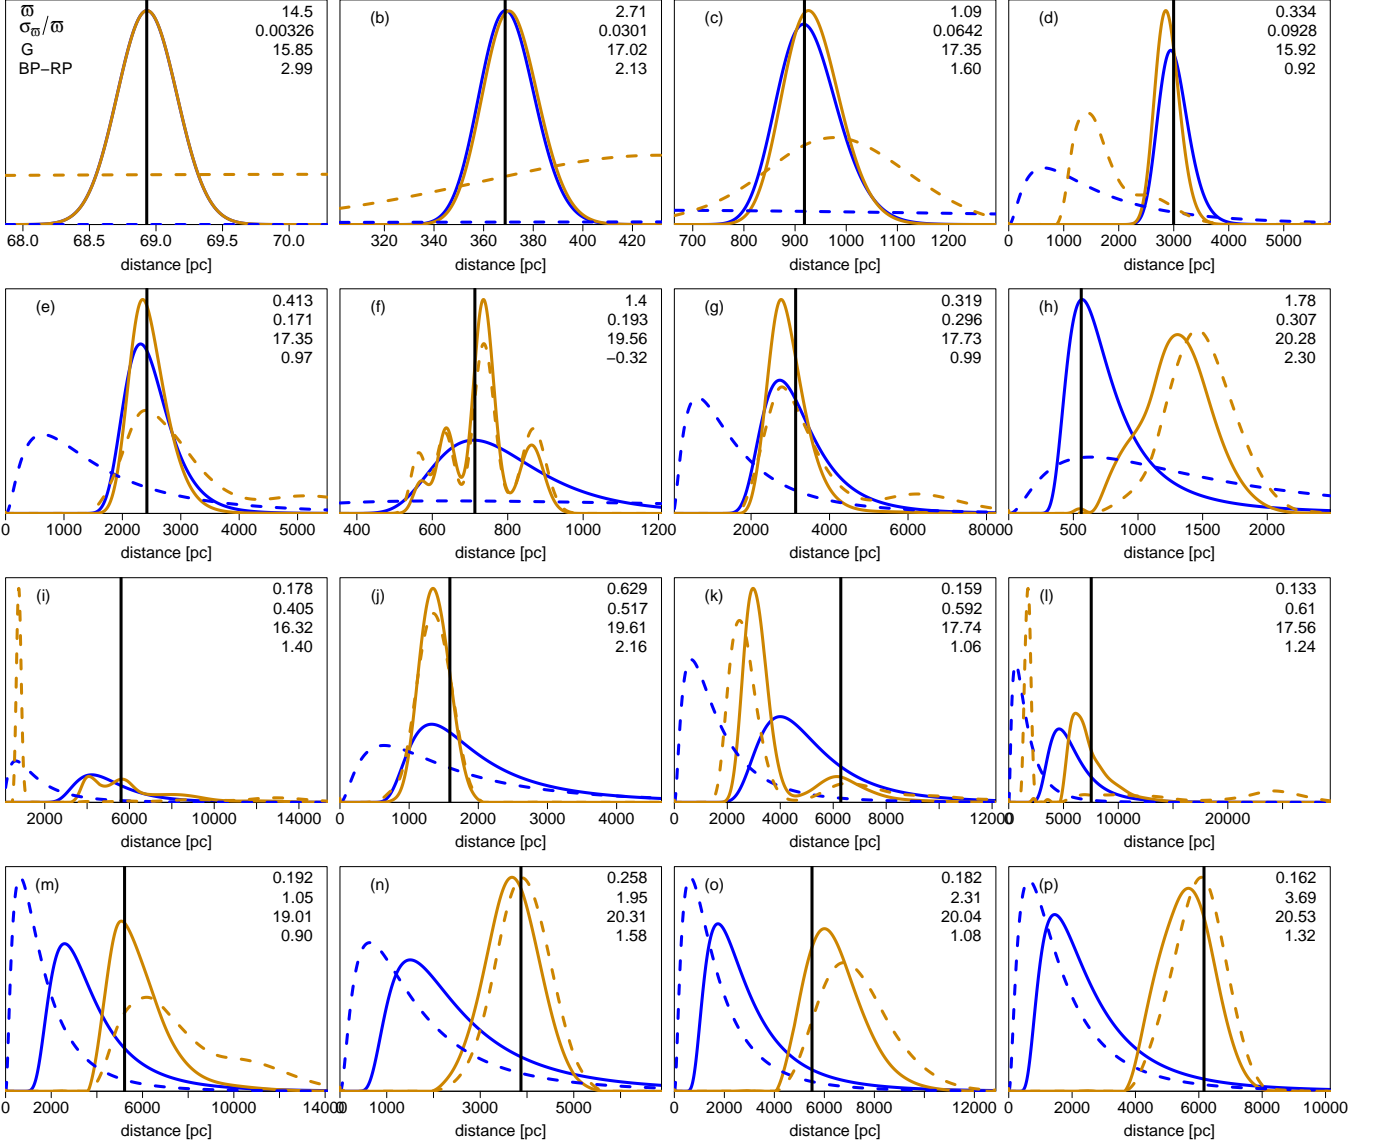 ϖ 14.5
σϖ/ϖ 0.00326
G 15.85
BP−RP 2.99
68.0 68.5 69.0 69.5 70.0
distance [pc]
(b) 2.71
0.0301
17.02
2.13
320 340 360 380 400 420
distance [pc]
(c) 1.09
0.0642
17.35
1.60
700 800 900 1000 1100 1200
distance [pc]
(d) 0.334
0.0928
15.92
0.92
0 1000 2000 3000 4000 5000
distance [pc]
(e) 0.413
0.171
17.35
0.97
0 1000 2000 3000 4000 5000
distance [pc]
(f) 1.4
0.193
19.56
−0.32
400 600 800 1000 1200
distance [pc]
(g) 0.319
0.296
17.73
0.99
0 2000 4000 6000 8000
distance [pc]
(h) 1.78
0.307
20.28
2.30
0 500 1000 1500 2000
distance [pc]
(i) 0.178
0.405
16.32
1.40
2000 6000 10000 14000
distance [pc]
(j) 0.629
0.517
19.61
2.16
0 1000 2000 3000 4000
distance [pc]
(k) 0.159
0.592
17.74
1.06
0 2000 4000 6000 8000 12000
distance [pc]
(l) 0.133
0.61
17.56
1.24
0 5000 10000 20000
distance [pc]
(m) 0.192
1.05
19.01
0.90
0 2000 6000 10000 14000
distance [pc]
(n) 0.258
1.95
20.31
1.58
0 1000 3000 5000
distance [pc]
(o) 0.182
2.31
20.04
1.08
0 2000 4000 6000 8000 12000
distance [pc]
(p) 0.162
3.69
20.53
1.32
0 2000 4000 6000 8000 10000
distance [pc]